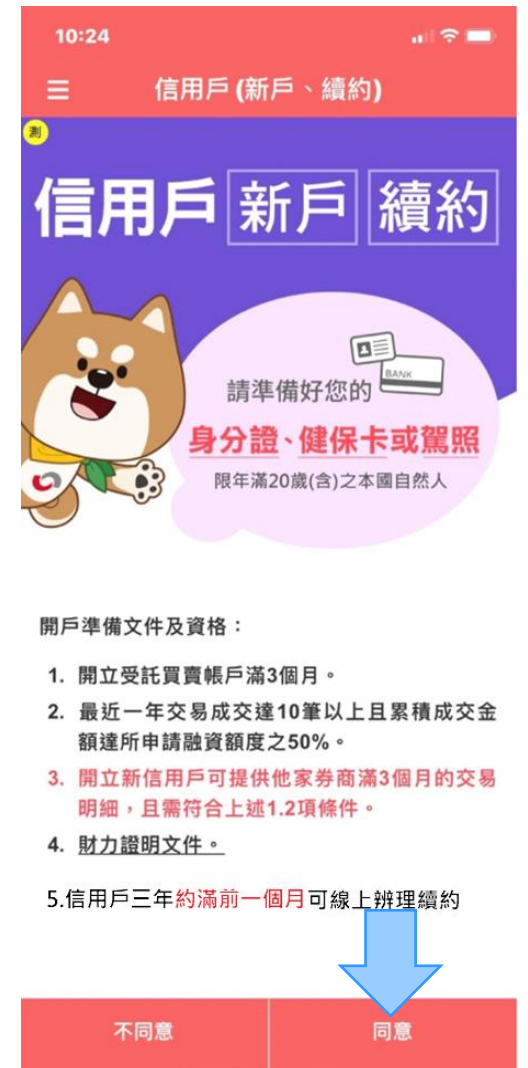 10:24
信用戶 (新戶、續約)
測
信用戶 新戶 續約
BANK
請準備好您的
身分證、健保卡或駕照
限年滿20歲(含)之本國自然人
開戶準備文件及資格：
1. 開立受託買賣帳戶滿3個月。
2. 最近一年交易成交達10筆以上且累積成交金
額達所申請融資額度之50%。
3. 開立新信用戶可提供他家券商滿3個月的交易
明細，且需符合上述1.2項條件。
4. 財力證明文件。
5.信用戶三年約滿前一個月可線上辦理續約
不同意
同意